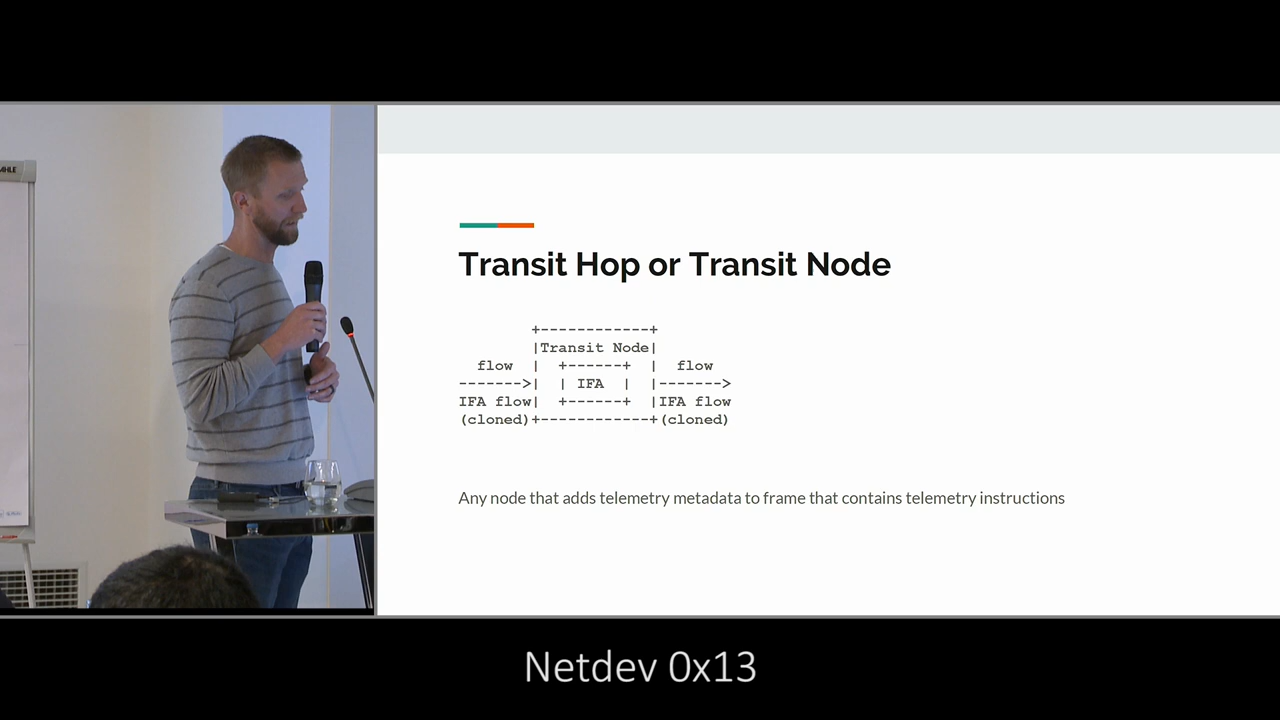 AHLE
Transit Hop or Transit Node
+------------+
|Transit Node|
flow | +------+ | flow
------->| | IFA | |------->
IFA flow| +------+ |IFA flow
(cloned)+------------+(cloned)
Any node that adds telemetry metadata to frame that contains telemetry instructions
Netdev 0x13